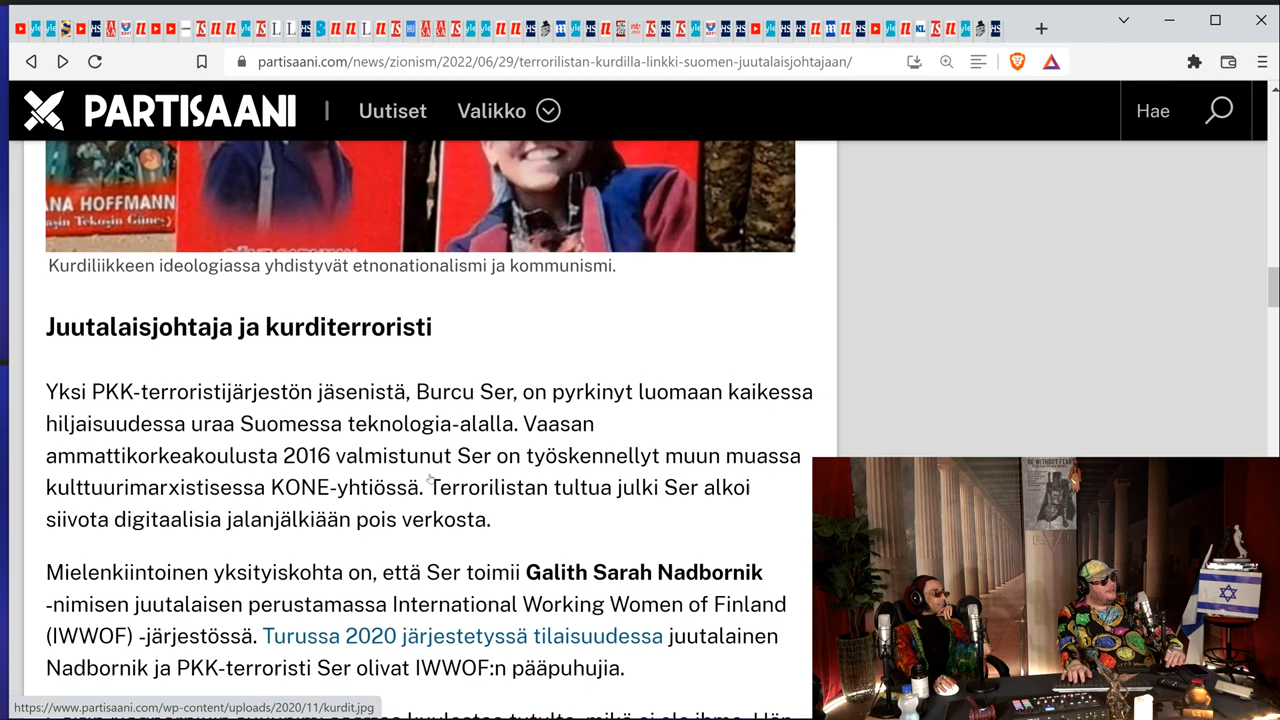 partisaani.com/news/zionism/2022/06/29/terrorilistan-kurdilla-linkki-suomen-juutalaisjohtajaan/
PARTISAANI | Uutiset Valikko Hae
ANA HOFFMANN
Kurdiliikkeen ideologiassa yhdistyvät etnonationalismi ja kommunismi.
Juutalaisjohtaja ja kurditerroristi
Yksi PKK-terroristijärjestön jäsenistä, Burcu Ser, on pyrkinyt luomaan kaikessa
hiljaisuudessa uraa Suomessa teknologia-alalla. Vaasan
ammattikorkeakoulusta 2016 valmistunut Ser on työskennellyt muun muassa
kulttuurimarxistisessa KONE-yhtiössä. Terrorilistan tultua julki Ser alkoi
siivota digitaalisia jalanjälkiään pois verkosta.
Mielenkiintoinen yksityiskohta on, että Ser toimii Galith Sarah Nadbornik
-nimisen juutalaisen perustamassa International Working Women of Finland
(IWWOF) -järjestössä. Turussa 2020 järjestetyssä tilaisuudessa juutalainen
Nadbornik ja PKK-terroristi Ser olivat IWWOF:n pääpuhujia.
https://www.partisaani.com/wp-content/uploads/2020/11/kurdit.jpg
BE WITHOUT FEAR